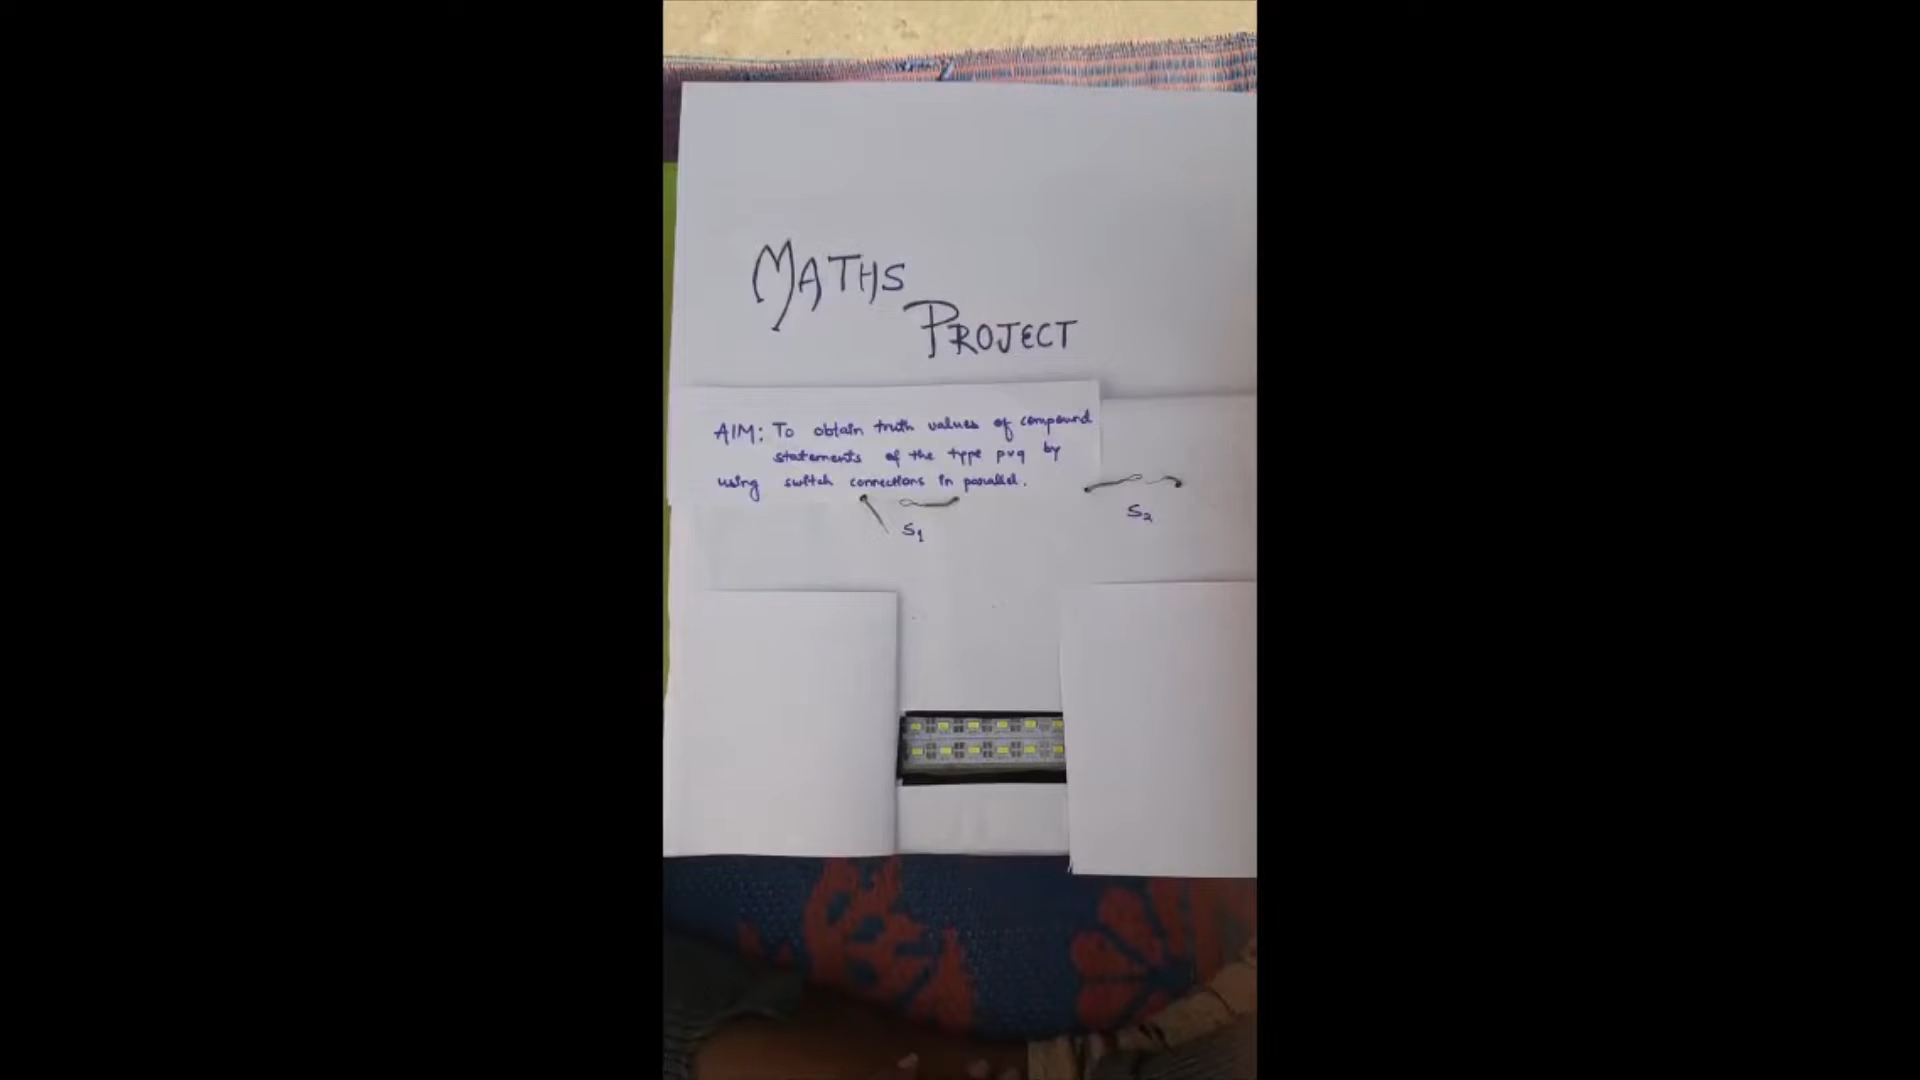 MATHS
PROJECT
AIM: To obtain truth values of compound
statements of the type pvq by
using switch connections in parallel.
S1
S2